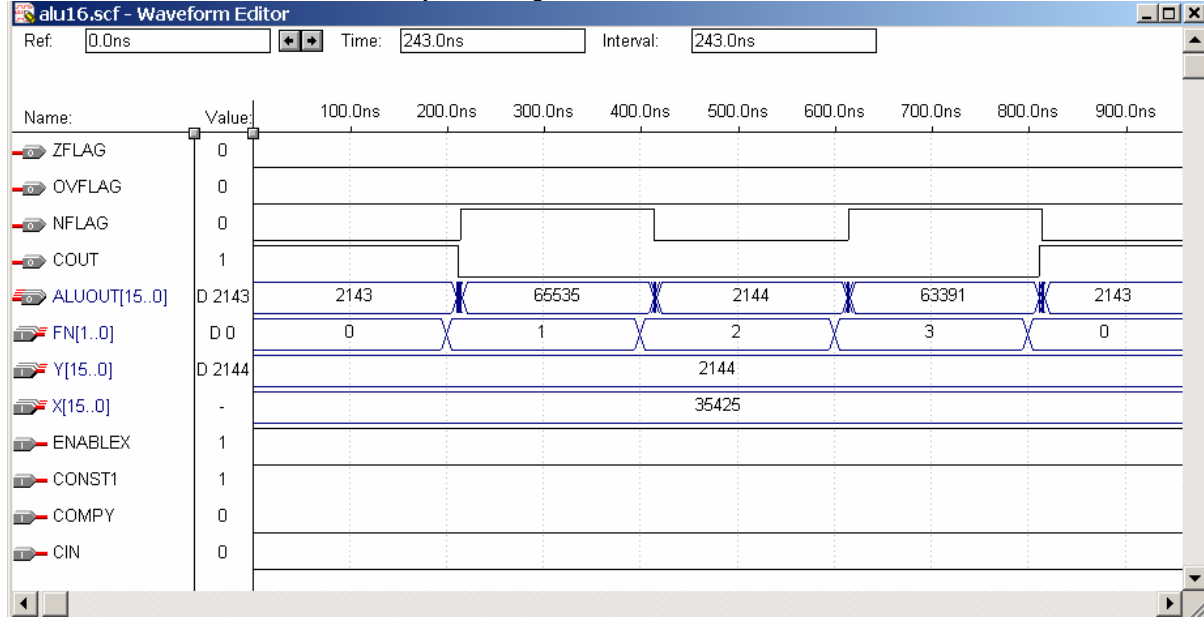 alu16.scf - Waveform Editor
Ref: 0.0ns Time: 243.0ns Interval: 243.0ns
Name: Value: 100.0ns 200.0ns 300.0ns 400.0ns 500.0ns 600.0ns 700.0ns 800.0ns 900.0ns
ZFLAG 0
OVFLAG 0
NFLAG 0
COUT 1
ALUOUT[15..0] D 2143 2143 65535 2144 63391 2143
FN[1..0] D 0 0 1 2 3 0
Y[15..0] D 2144 2144
X[15..0] - 35425
ENABLEX 1
CONST1 1
COMPY 0
CIN 0